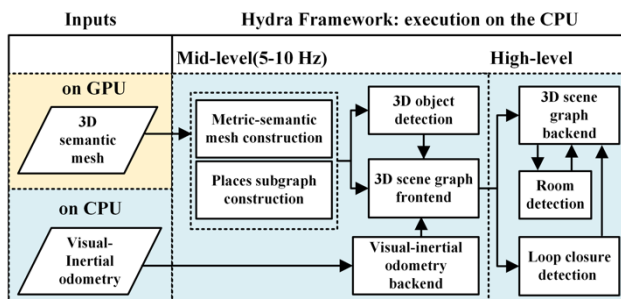 Inputs
Hydra Framework: execution on the CPU
Mid-level(5-10 Hz)
High-level
on GPU
3D
semantic
mesh
Metric-semantic
mesh construction
Places subgraph
construction
3D object
detection
3D scene graph
frontend
3D scene
graph
backend
Room
detection
on CPU
Visual-
Inertial
odometry
Visual-inertial
odometry
backend
Loop closure
detection